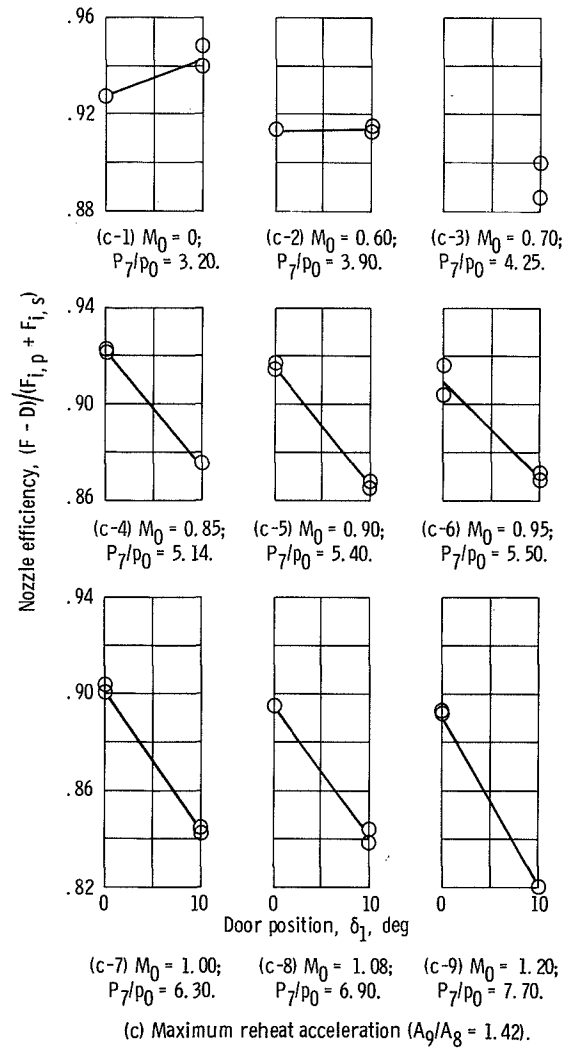 .96
.92
.88
(c-1) M0 = 0;
P7/p0 = 3.20.
(c-2) M0 = 0.60;
P7/p0 = 3.90.
(c-3) M0 = 0.70;
P7/p0 = 4.25.
Nozzle efficiency, (F - D)/(Fi, p + Fi, s)
.94
.90
.86
(c-4) M0 = 0.85;
P7/p0 = 5.14.
(c-5) M0 = 0.90;
P7/p0 = 5.40.
(c-6) M0 = 0.95;
P7/p0 = 5.50.
.94
.90
.86
.82
0 10 0 10 0 10
Door position, δ1, deg
(c-7) M0 = 1.00;
P7/p0 = 6.30.
(c-8) M0 = 1.08;
P7/p0 = 6.90.
(c-9) M0 = 1.20;
P7/p0 = 7.70.
(c) Maximum reheat acceleration (A9/A8 = 1.42).